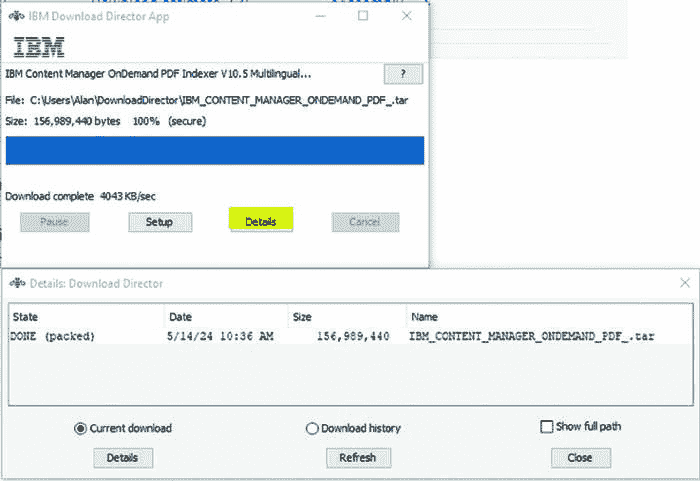 IBM Download Director App
IBM
IBM Content Manager OnDemand PDF Indexer V10.5 Multilingual... ?
File: C:\Users\Alan\DownloadDirector\IBM_CONTENT_MANAGER_ONDEMAND_PDF_.tar
Size: 156,989,440 bytes 100% (secure)
Download complete 4043 KB/sec
Pause Setup Details Cancel
Details: Download Director
State Date Size Name
DONE (packed) 5/14/24 10:36 AM 156,989,440 IBM_CONTENT_MANAGER_ONDEMAND_PDF_.tar
Current download Download history Show full path
Details Refresh Close